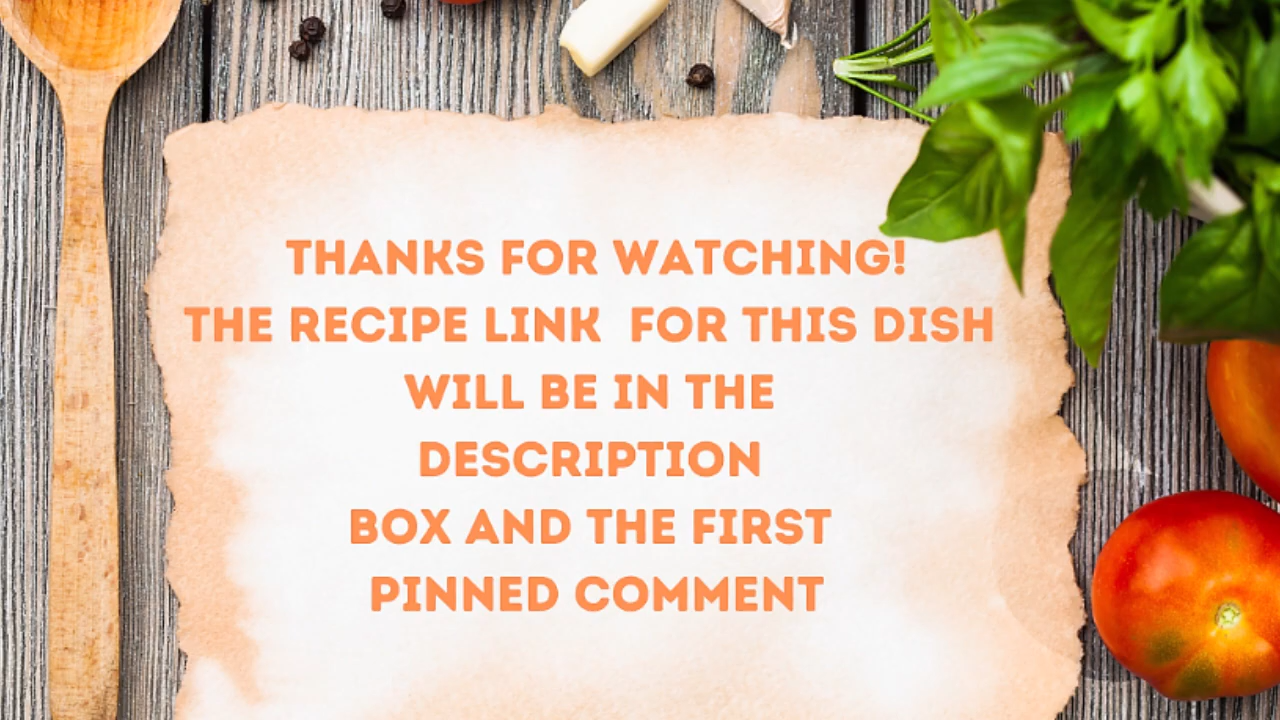 THANKS FOR WATCHING!
THE RECIPE LINK FOR THIS DISH
WILL BE IN THE
DESCRIPTION
BOX AND THE FIRST
PINNED COMMENT